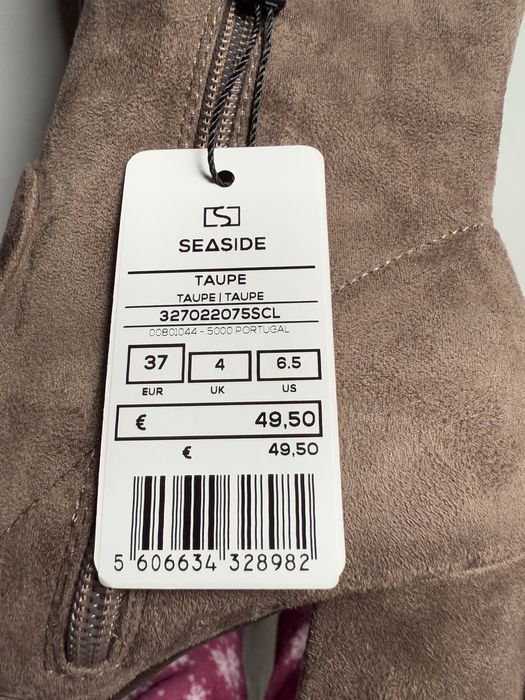 SEASIDE
TAUPE
TAUPE | TAUPE
327022075SCL
00801044 - 5000 PORTUGAL
37 4 6.5
EUR UK US
€ 49,50
€ 49,50
5 606634 328982